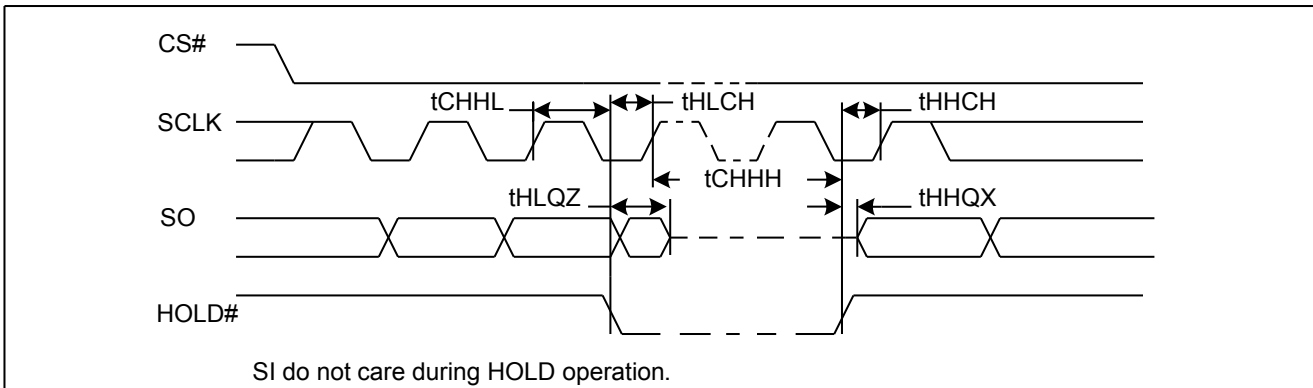 CS#
tCHHL
tHLCH
tHHCH
SCLK
tCHHH
tHLQZ
tHHQX
SO
HOLD#
SI do not care during HOLD operation.